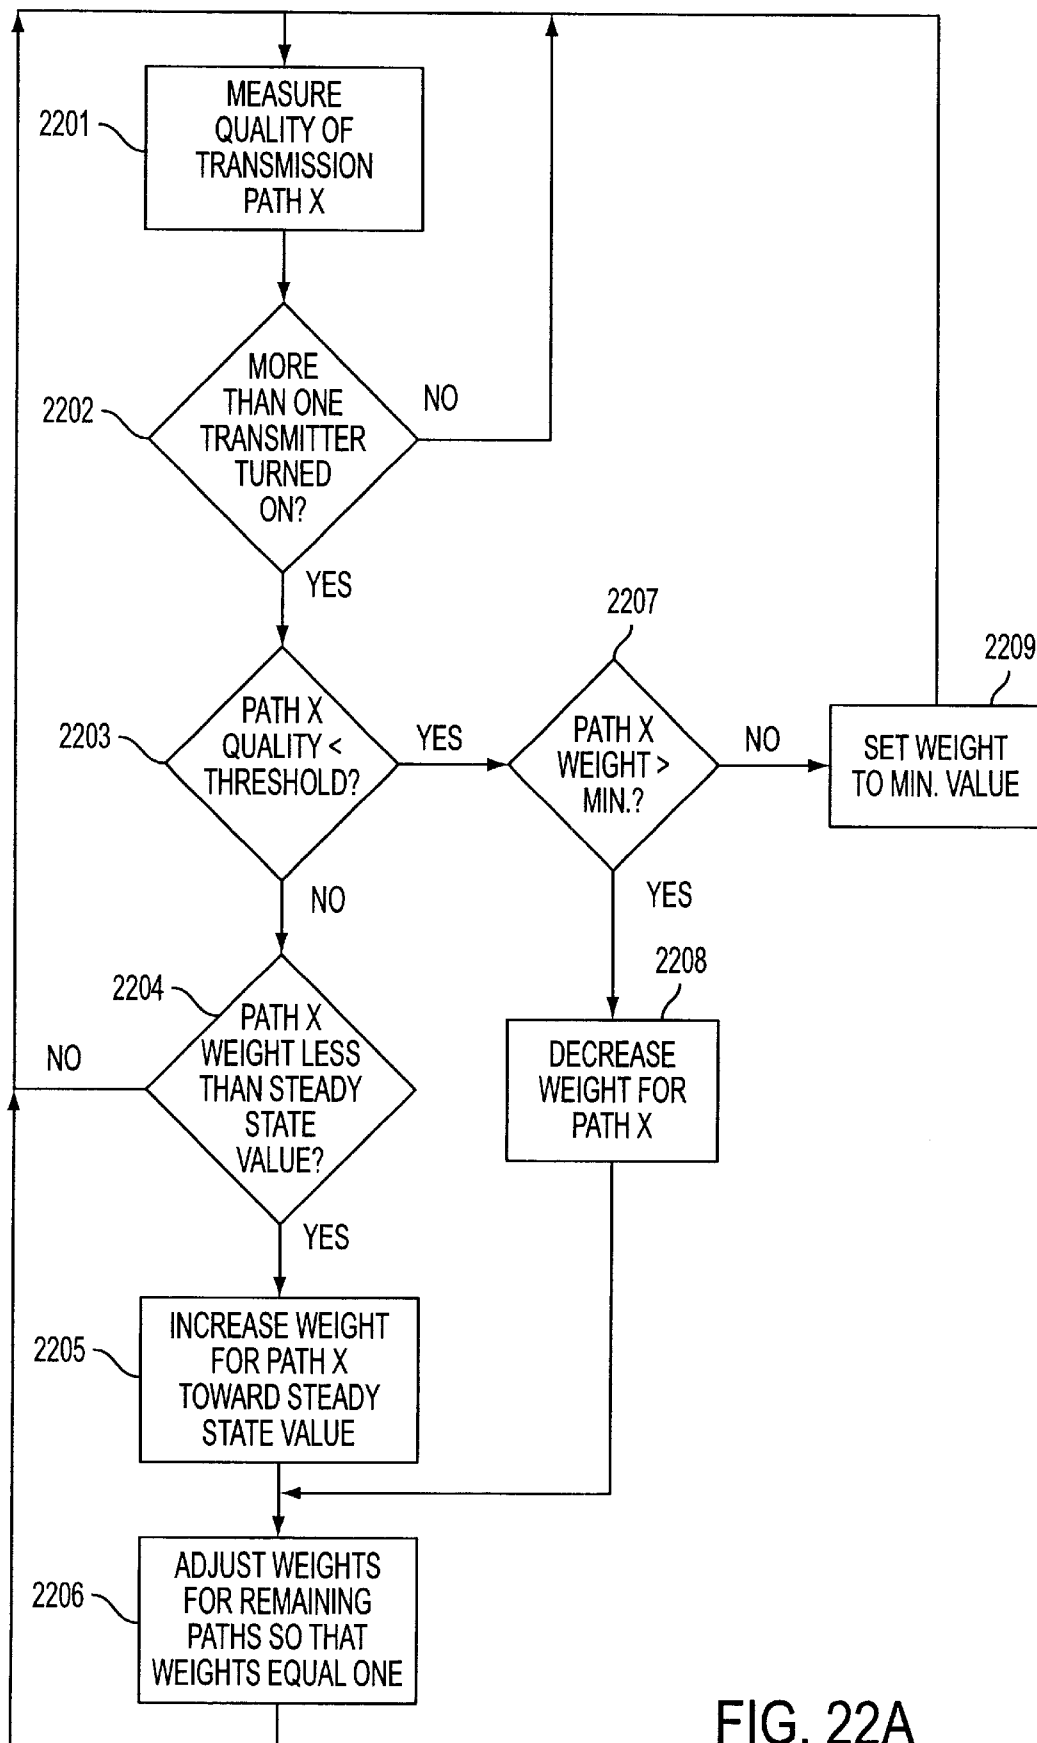 2201
MEASURE
QUALITY OF
TRANSMISSION
PATH X
2202
MORE
THAN ONE
TRANSMITTER
TURNED
ON?
NO
YES
2203
PATH X
QUALITY <
THRESHOLD?
YES
NO
2207
PATH X
WEIGHT >
MIN.?
NO
YES
2209
SET WEIGHT
TO MIN. VALUE
2204
PATH X
WEIGHT LESS
THAN STEADY
STATE
VALUE?
NO
YES
2208
DECREASE
WEIGHT FOR
PATH X
2205
INCREASE WEIGHT
FOR PATH X
TOWARD STEADY
STATE VALUE
2206
ADJUST WEIGHTS
FOR REMAINING
PATHS SO THAT
WEIGHTS EQUAL ONE
FIG. 22A